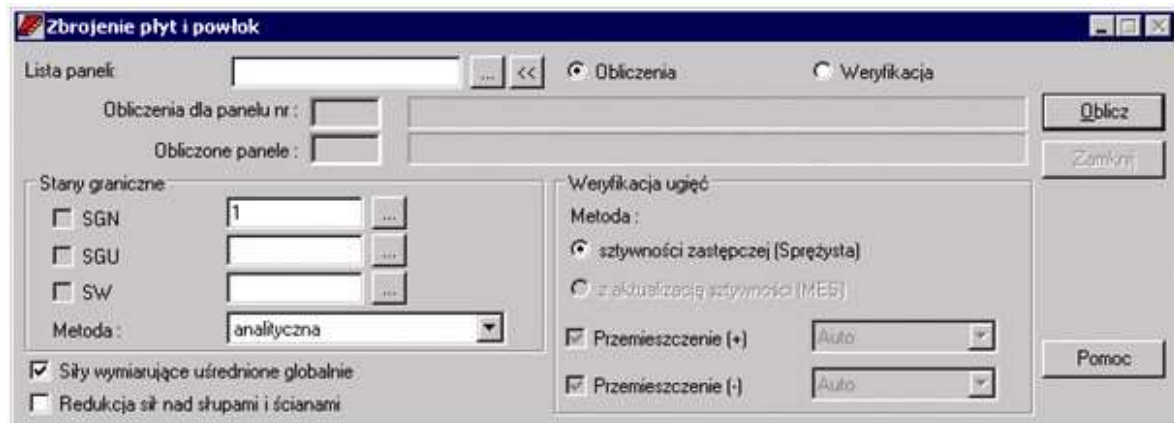 Zbrojenie płyt i powłok
Lista paneli: ... << Obliczenia Weryfikacja
Obliczenia dla panelu nr : Oblicz
Obliczone panele : Zamknij
Stany graniczne Weryfikacja ugięć
SGN 1 ... Metoda :
SGU ... sztywności zastępczej (Sprężysta)
SW ... z aktualizacją sztywności (MES)
Metoda : analityczna Przemieszczenie (+) Auto
Siły wymiarujące uśrednione globalnie Pomoc
Przemieszczenie (-) Auto
Redukcja sił nad słupami i ścianami